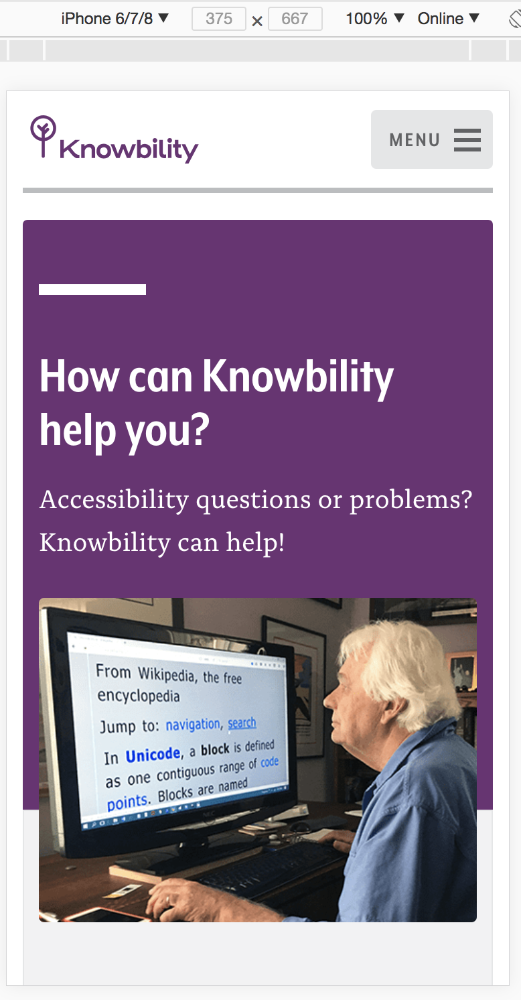 iPhone 6/7/8 ▼ 375 × 667 100% ▼ Online ▼
Knowbility
MENU
How can Knowbility
help you?
Accessibility questions or problems?
Knowbility can help!
From Wikipedia, the free
encyclopedia
Jump to: navigation, search
In Unicode, a block is defined
as one contiguous range of code
points. Blocks are named
NEC